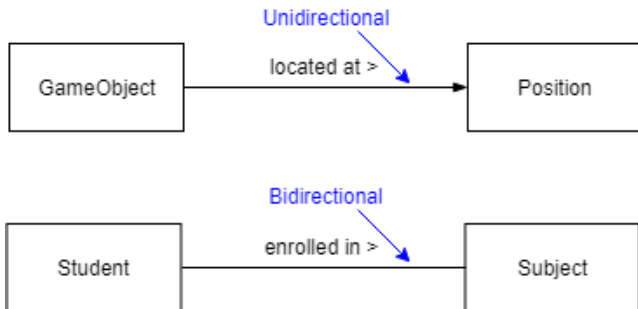 Unidirectional
located at >
GameObject
Position
Bidirectional
enrolled in >
Student
Subject